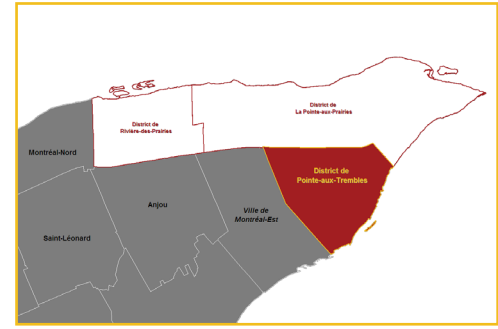 District de
La Pointe-aux-Prairies
District de
Rivière-des-Prairies
Montréal-Nord
District de
Pointe-aux-Trembles
Anjou
Ville de
Montréal-Est
Saint-Léonard